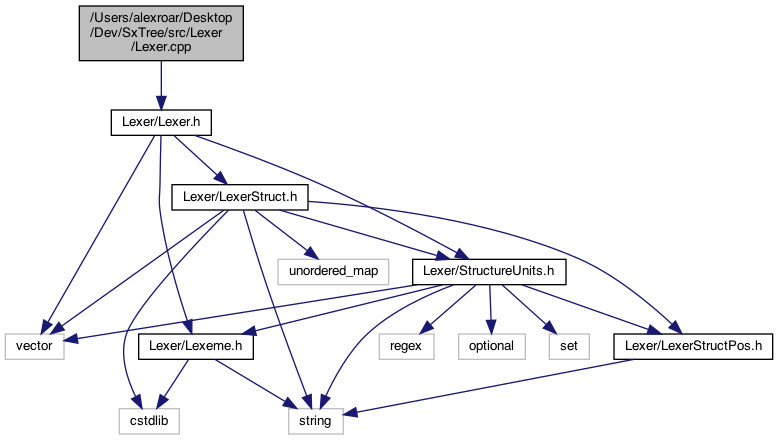 /Users/alexroar/Desktop
/Dev/SxTree/src/Lexer
/Lexer.cpp
Lexer/Lexer.h
Lexer/LexerStruct.h
unordered_map
Lexer/StructureUnits.h
vector
Lexer/Lexeme.h
regex
optional
set
Lexer/LexerStructPos.h
cstdlib
string